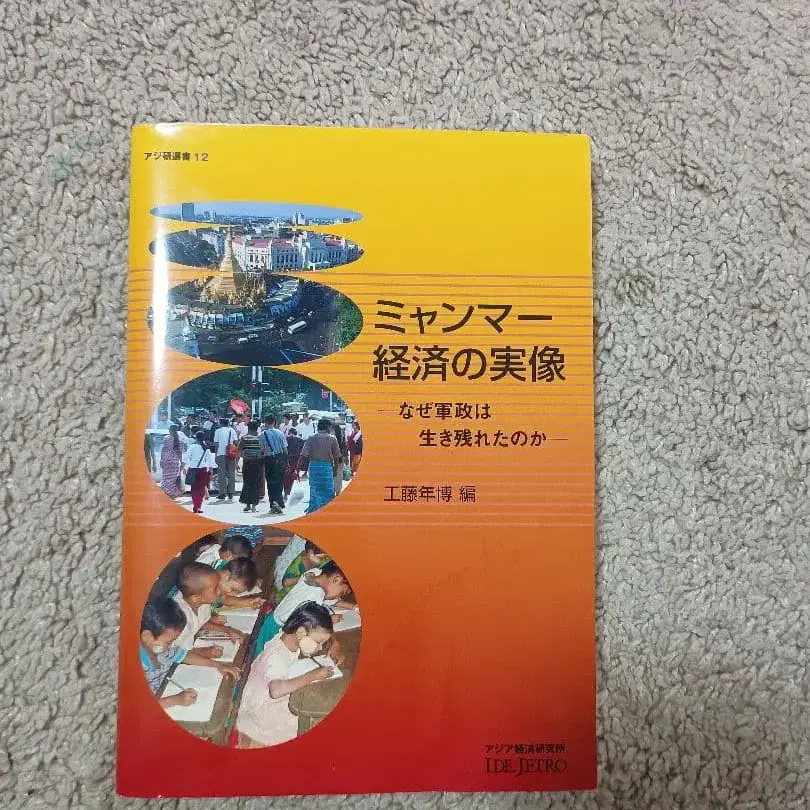 アジ研選書 12
ミャンマー
経済の実像
―なぜ軍政は
生き残れたのか―
工藤年博 編
アジア経済研究所
IDE JETRO